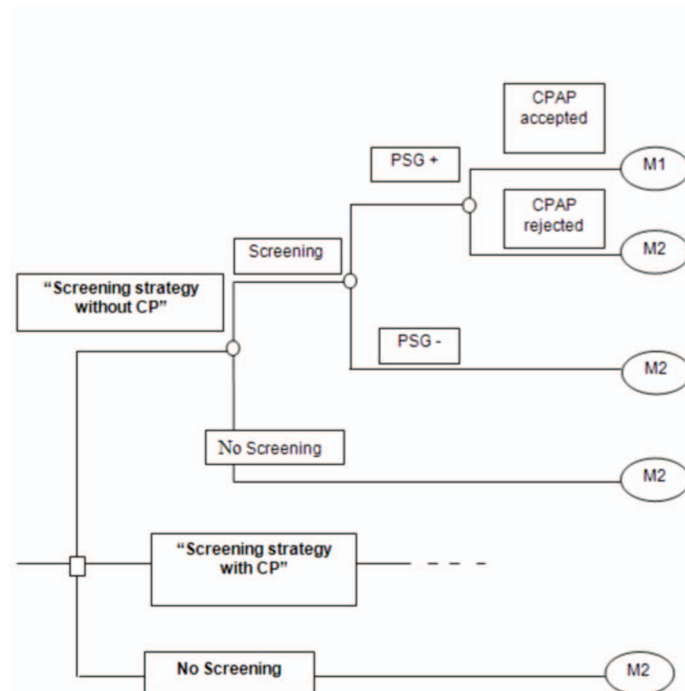 CPAP
accepted
PSG +
M1
CPAP
rejected
Screening
M2
“Screening strategy
without CP”
PSG -
M2
No Screening
M2
“Screening strategy
with CP”
No Screening
M2